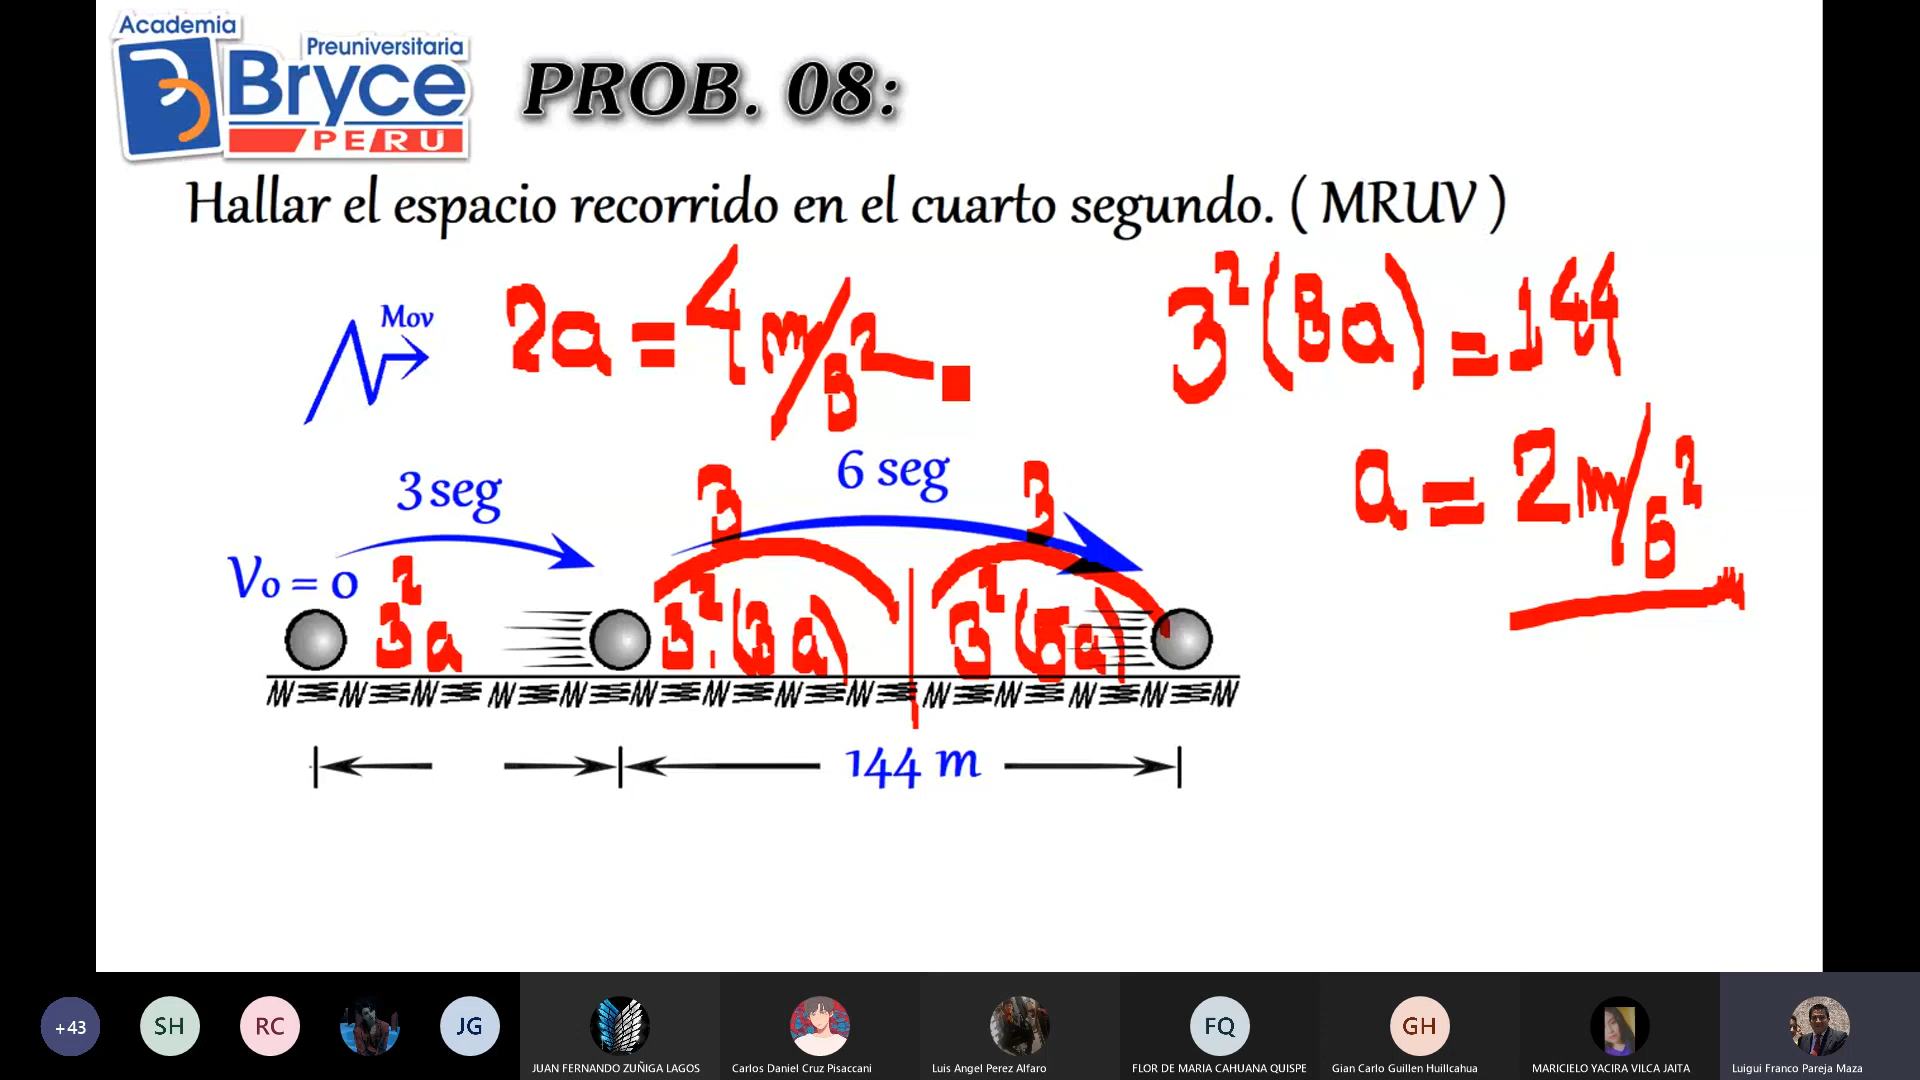 Academia
Preuniversitaria
Bryce
PERÚ
PROB. 08:
Hallar el espacio recorrido en el cuarto segundo. ( MRUV )
Mov
2a = 4 m/s²
3²(8a) = 144
a = 2 m/s²
3 seg
3
6 seg
3
V₀ = 0
3²a
3²·(3a)
3²(5a)
144 m
+43
SH
RC
JG
FQ
GH
JUAN FERNANDO ZUÑIGA LAGOS
Carlos Daniel Cruz Pisaccani
Luis Angel Perez Alfaro
FLOR DE MARIA CAHUANA QUISPE
Gian Carlo Guillen Huillcahua
MARICIELO YACIRA VILCA JAITA
Luigui Franco Pareja Maza